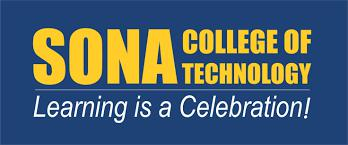 SONA COLLEGE OF
TECHNOLOGY
Learning is a Celebration!